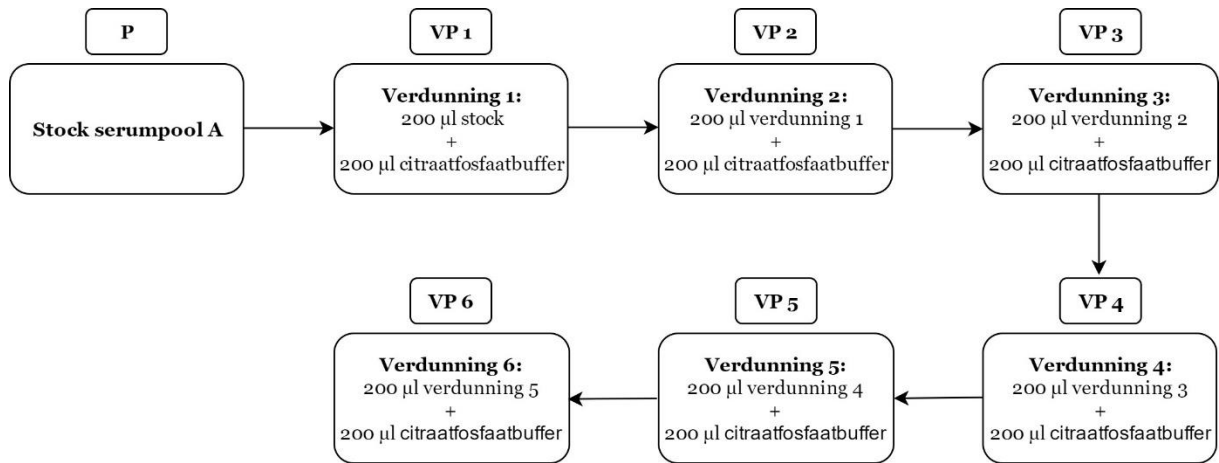 P
Stock serumpool A
VP 1
Verdunning 1:
200 µl stock
+
200 µl citraatfosfaatbuffer
VP 2
Verdunning 2:
200 µl verdunning 1
+
200 µl citraatfosfaatbuffer
VP 3
Verdunning 3:
200 µl verdunning 2
+
200 µl citraatfosfaatbuffer
VP 4
Verdunning 4:
200 µl verdunning 3
+
200 µl citraatfosfaatbuffer
VP 5
Verdunning 5:
200 µl verdunning 4
+
200 µl citraatfosfaatbuffer
VP 6
Verdunning 6:
200 µl verdunning 5
+
200 µl citraatfosfaatbuffer